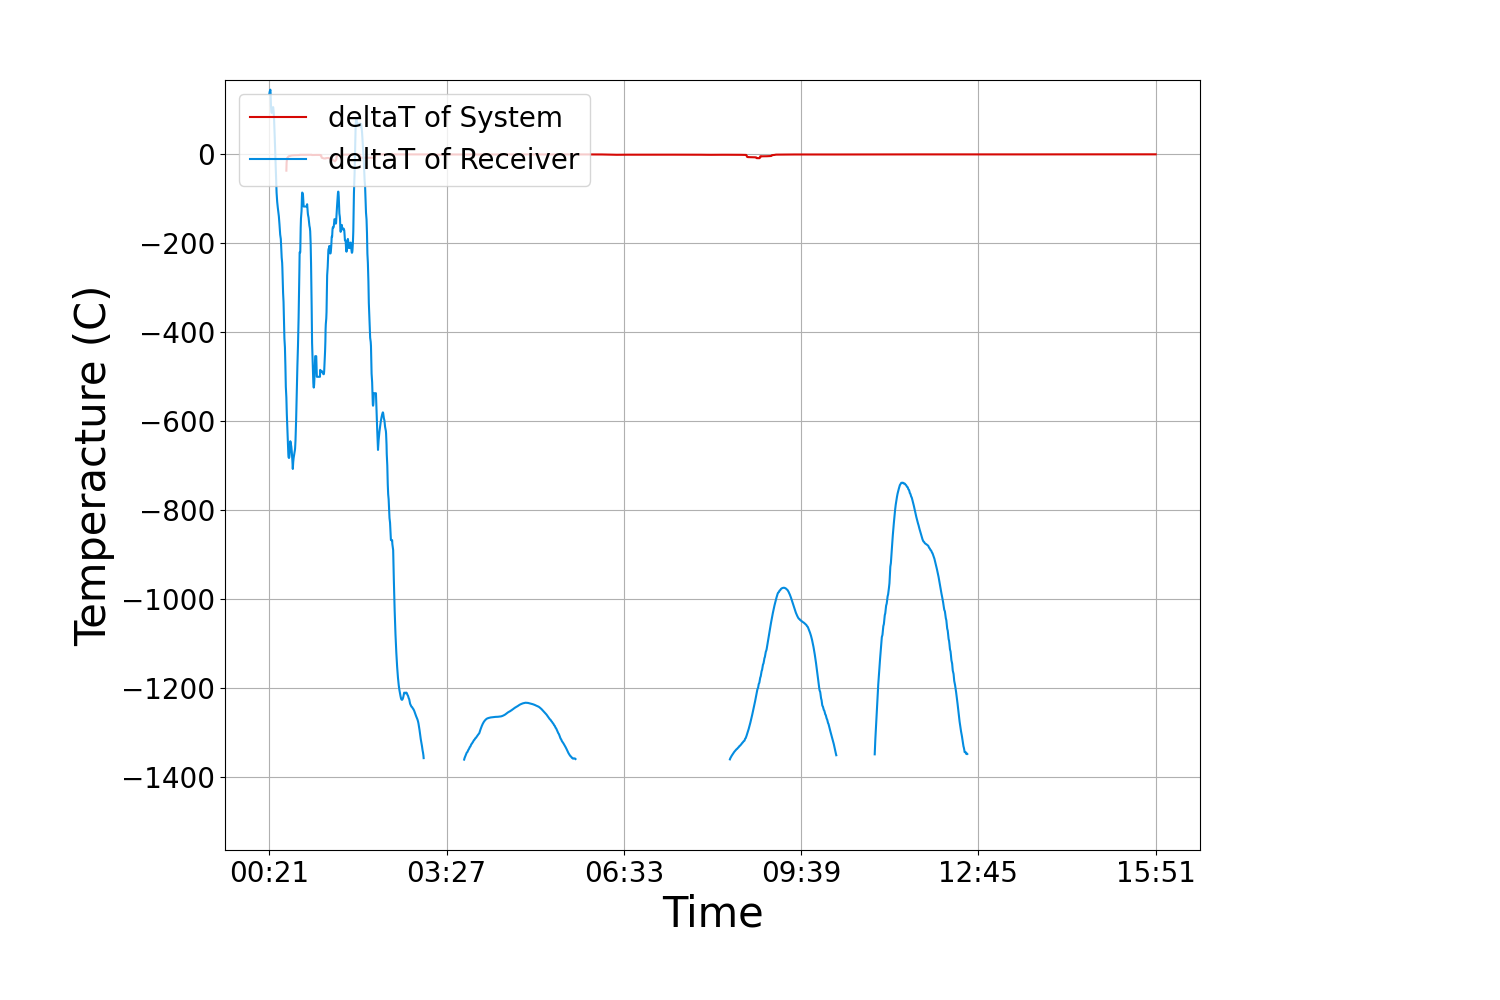 deltaT of System
deltaT of Receiver
0
−200
−400
−600
−800
−1000
−1200
−1400
Temperacture (C)
00:21 03:27 06:33 09:39 12:45 15:51
Time